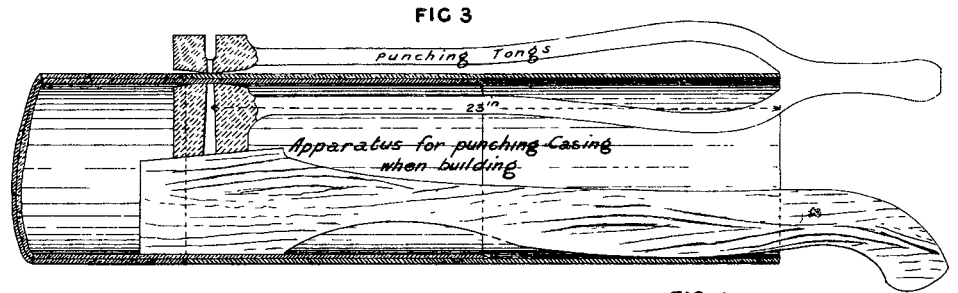 FIG 3
Punching Tongs
23 in
Apparatus for punching Casing
when building